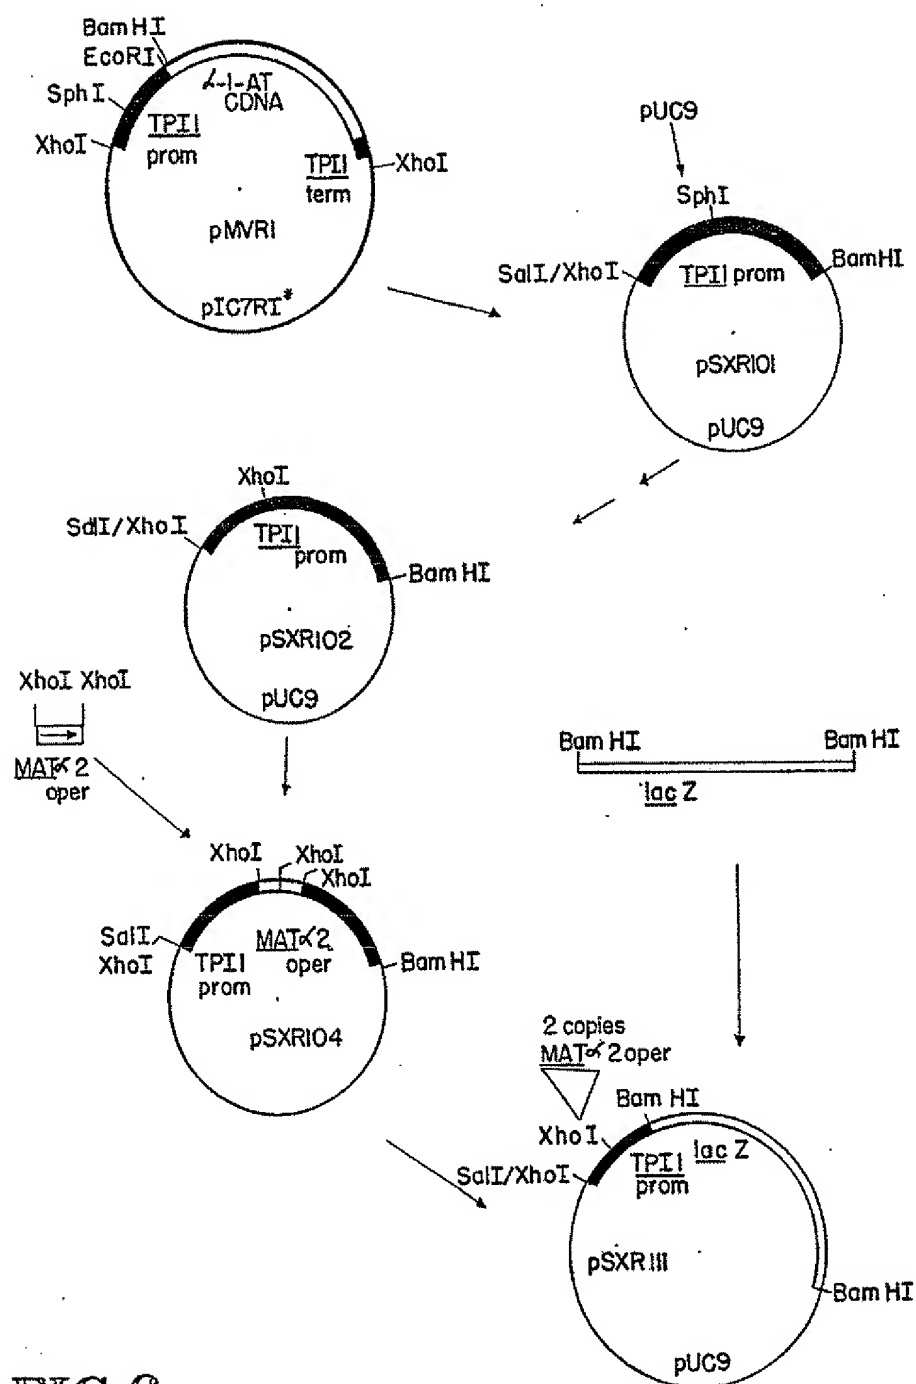 BamHI
EcoRI
SphI
XhoI
α-1-AT
CDNA
TPI1
prom
TPI1
term
XhoI
pMVR1
pIC7RI*
pUC9
SphI
SalI/XhoI
TPI1 prom
BamHI
pSXR101
pUC9
XhoI
SalI/XhoI
TPI1
prom
BamHI
pSXR102
pUC9
XhoI XhoI
MATα2
oper
BamHI
BamHI
lacZ
XhoI
XhoI
XhoI
SalI
XhoI
TPI1
prom
MATα2
oper
BamHI
pSXR104
2 copies
MATα2 oper
BamHI
XhoI
SalI/XhoI
TPI1
prom
lacZ
pSXR111
BamHI
pUC9